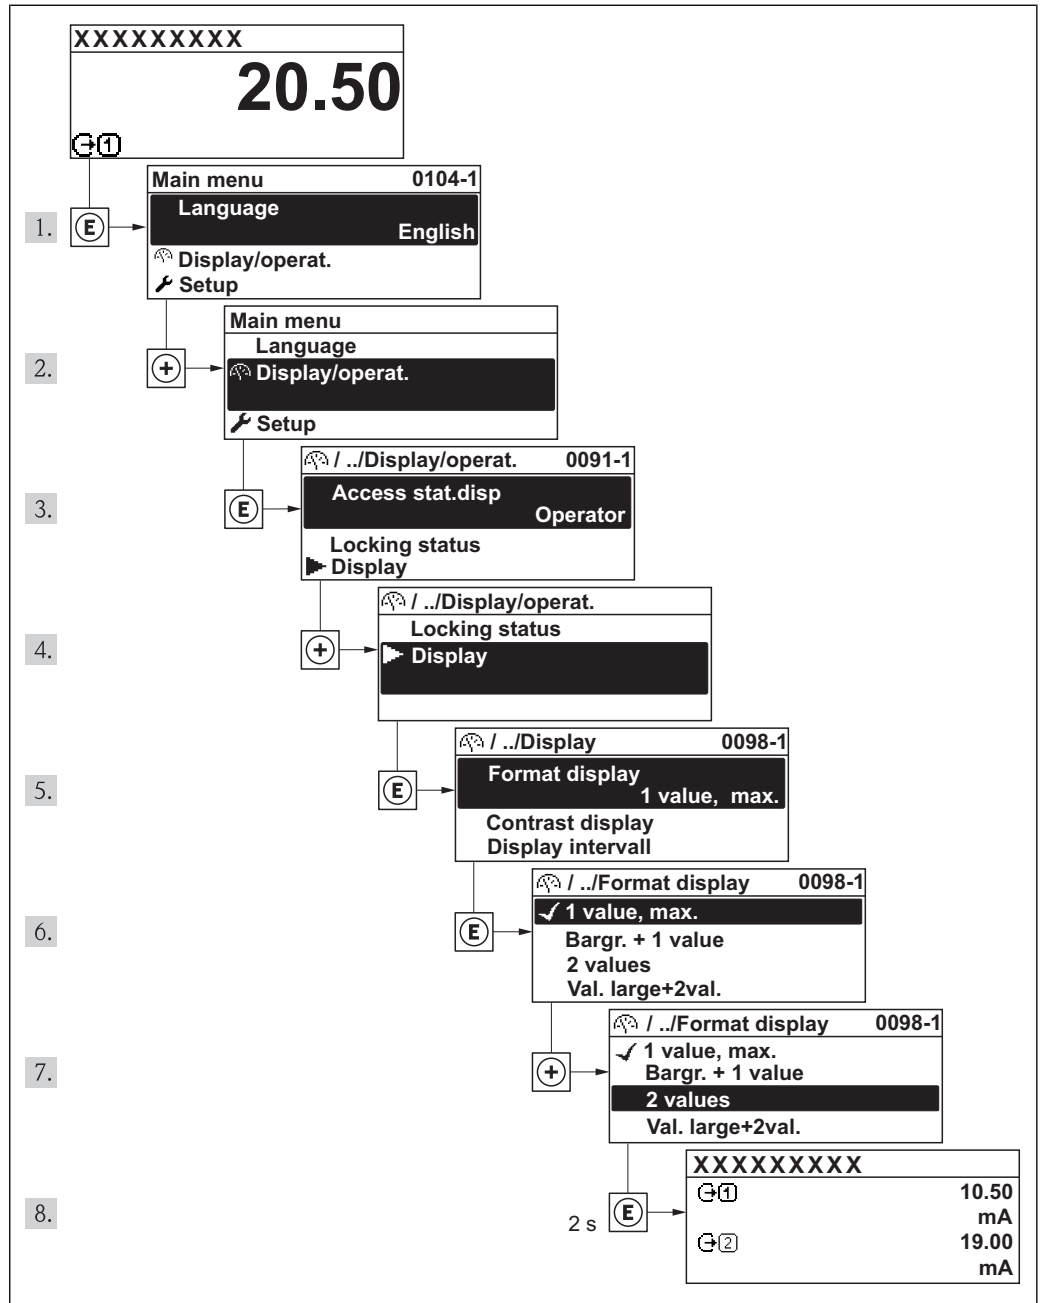 XXXXXXXXX
20.50
1
Main menu 0104-1
Language
English
Display/operat.
Setup
1. E
Main menu
Language
Display/operat.
Setup
2. +
/ ../Display/operat. 0091-1
Access stat.disp
Operator
Locking status
Display
3. E
/ ../Display/operat.
Locking status
Display
4. +
/ ../Display 0098-1
Format display
1 value, max.
Contrast display
Display intervall
5. E
/ ../Format display 0098-1
1 value, max.
Bargr. + 1 value
2 values
Val. large+2val.
6. E
/ ../Format display 0098-1
1 value, max.
Bargr. + 1 value
2 values
Val. large+2val.
7. +
XXXXXXXXX
1 10.50
mA
2 19.00
mA
8. 2 s E